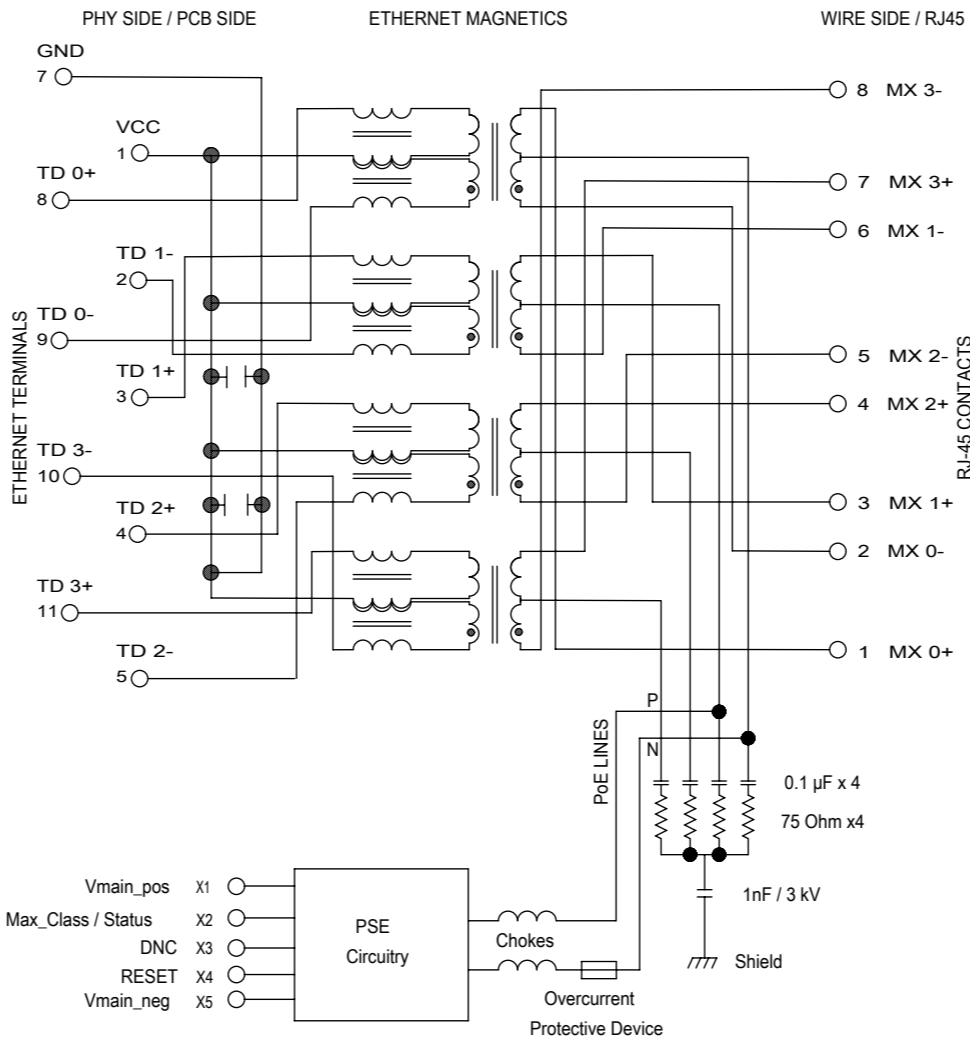 PHY SIDE / PCB SIDE
ETHERNET MAGNETICS
WIRE SIDE / RJ45
GND
7
VCC
1
TD 0+
8
TD 1-
2
TD 0-
9
TD 1+
3
TD 3-
10
TD 2+
4
TD 3+
11
TD 2-
5
ETHERNET TERMINALS
8 MX 3-
7 MX 3+
6 MX 1-
5 MX 2-
4 MX 2+
3 MX 1+
2 MX 0-
1 MX 0+
RJ-45 CONTACTS
P
N
PoE LINES
0.1 µF x 4
75 Ohm x4
1nF / 3 kV
Shield
Vmain_pos X1
Max_Class / Status X2
DNC X3
RESET X4
Vmain_neg X5
PSE
Circuitry
Chokes
Overcurrent
Protective Device